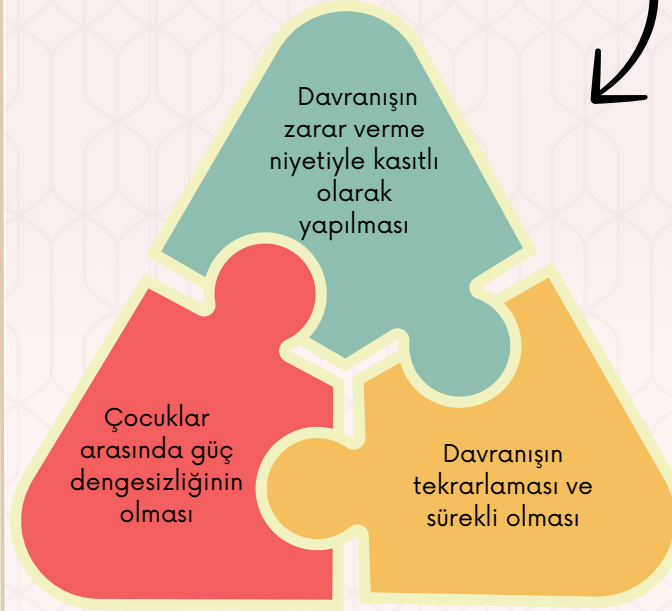 Davranışın
zarar verme
niyetiyle kasıtlı
olarak
yapılması
Çocuklar
arasında güç
dengesizliğinin
olması
Davranışın
tekrarlaması ve
sürekli olması